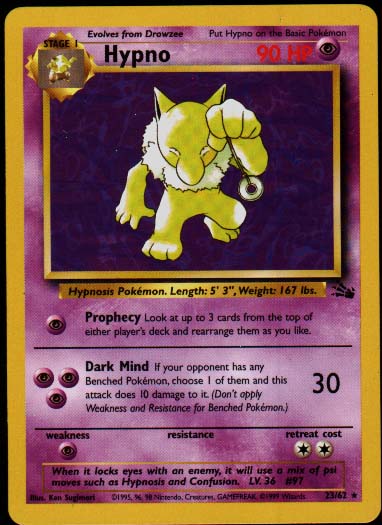 Evolves from Drowzee Put Hypno on the Basic Pokémon
STAGE 1
Hypno 90 HP
Hypnosis Pokémon. Length: 5' 3", Weight: 167 lbs.
Prophecy Look at up to 3 cards from the top of
either player's deck and rearrange them as you like.
Dark Mind If your opponent has any
Benched Pokémon, choose 1 of them and this
attack does 10 damage to it. (Don't apply
Weakness and Resistance for Benched Pokémon.)
30
weakness resistance retreat cost
When it locks eyes with an enemy, it will use a mix of psi
moves such as Hypnosis and Confusion. LV. 36 #97
Illus. Ken Sugimori ©1995, 96, 98 Nintendo, Creatures, GAMEFREAK. ©1999 Wizards. 23/62 ★